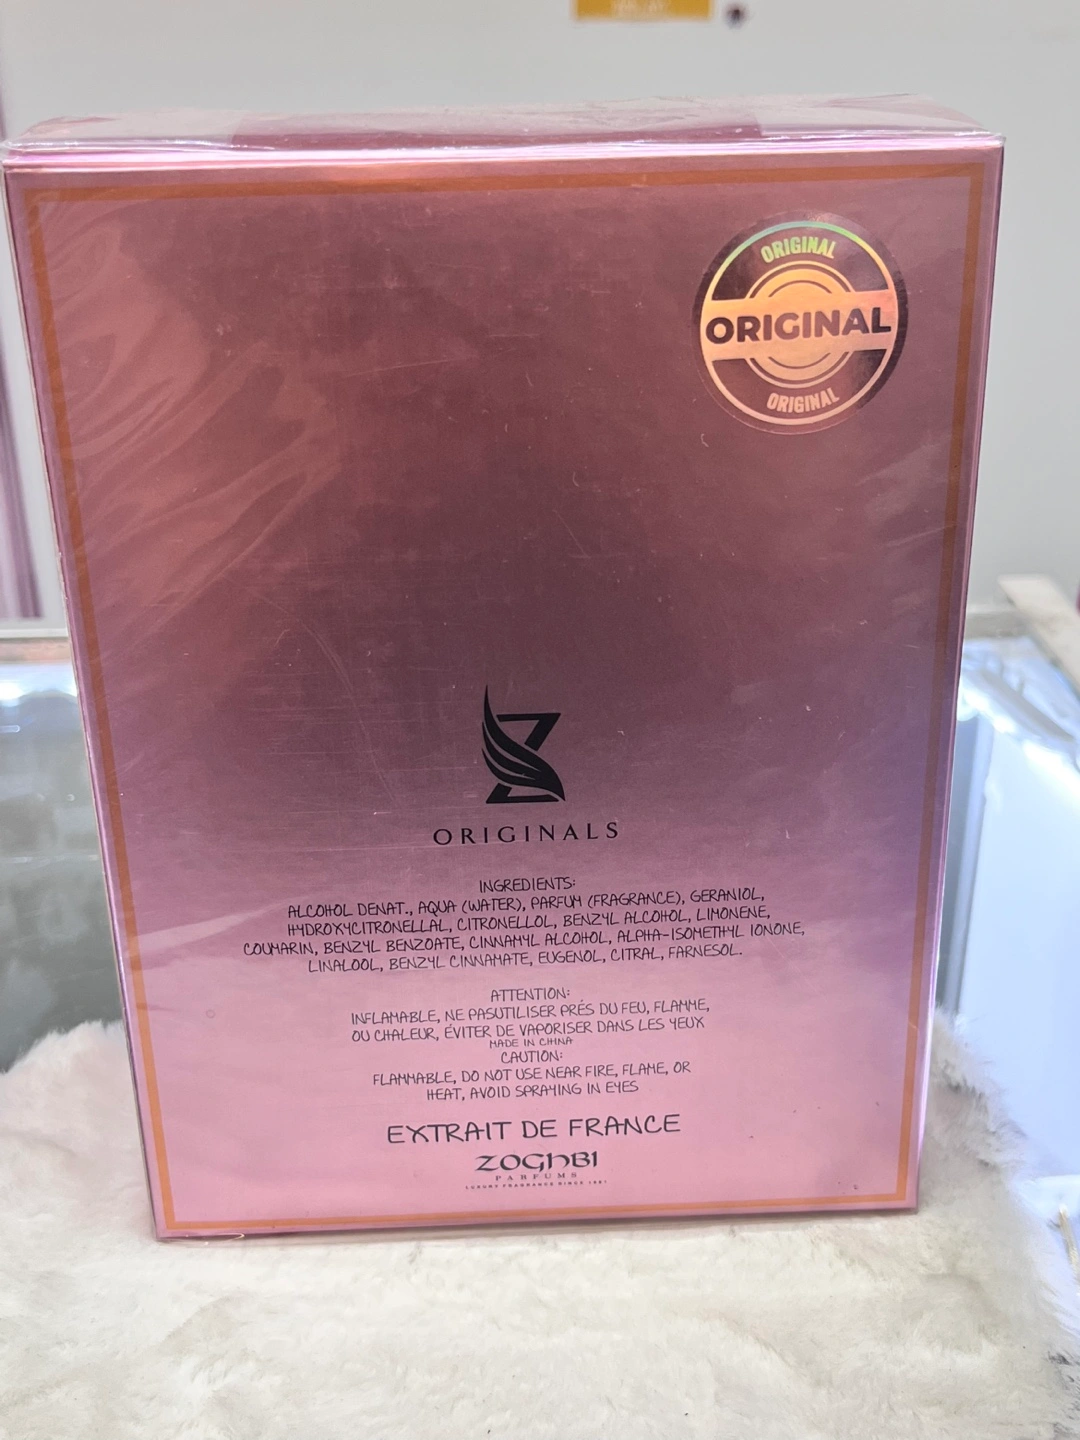 ORIGINAL
ORIGINAL
ORIGINAL
ORIGINALS
INGREDIENTS:
ALCOHOL DENAT., AQUA (WATER), PARFUM (FRAGRANCE), GERANIOL,
HYDROXYCITRONELLAL, CITRONELLOL, BENZYL ALCOHOL, LIMONENE,
COUMARIN, BENZYL BENZOATE, CINNAMYL ALCOHOL, ALPHA-ISOMETHYL IONONE,
LINALOOL, BENZYL CINNAMATE, EUGENOL, CITRAL, FARNESOL.
ATTENTION:
INFLAMABLE, NE PASUTILISER PRÉS DU FEU, FLAMME,
OU CHALEUR, ÉVITER DE VAPORISER DANS LES YEUX
MADE IN CHINA
CAUTION:
FLAMMABLE, DO NOT USE NEAR FIRE, FLAME, OR
HEAT, AVOID SPRAYING IN EYES
EXTRAIT DE FRANCE
ZOGHBI
PARFUMS
LUXURY FRAGRANCE SINCE